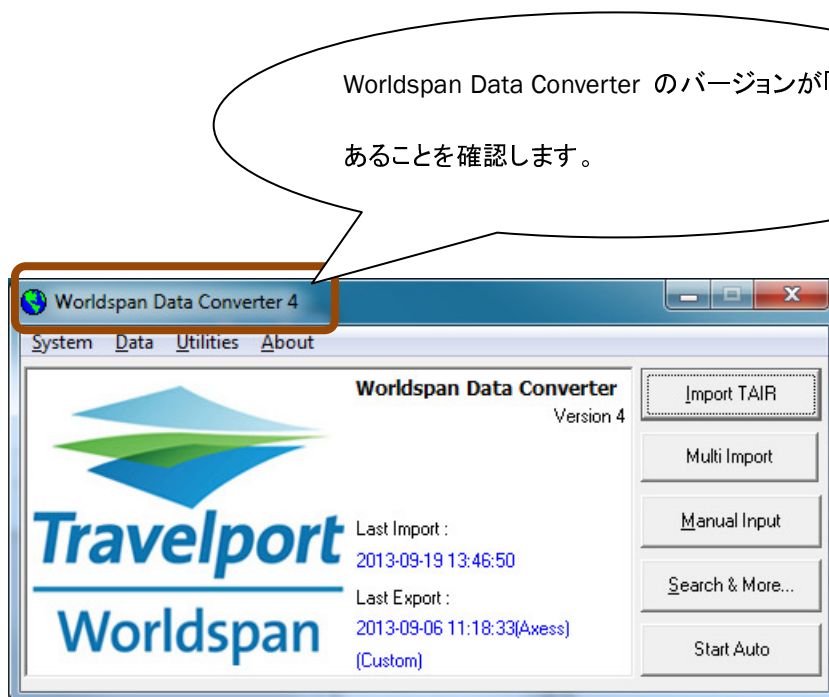 Worldspan Data Converter のバージョンが「
あることを確認します。
Worldspan Data Converter 4
System Data Utilities About
Worldspan Data Converter
Version 4
Travelport
Worldspan
Last Import :
2013-09-19 13:46:50
Last Export :
2013-09-06 11:18:33(Axess)
(Custom)
Import TAIR
Multi Import
Manual Input
Search & More...
Start Auto